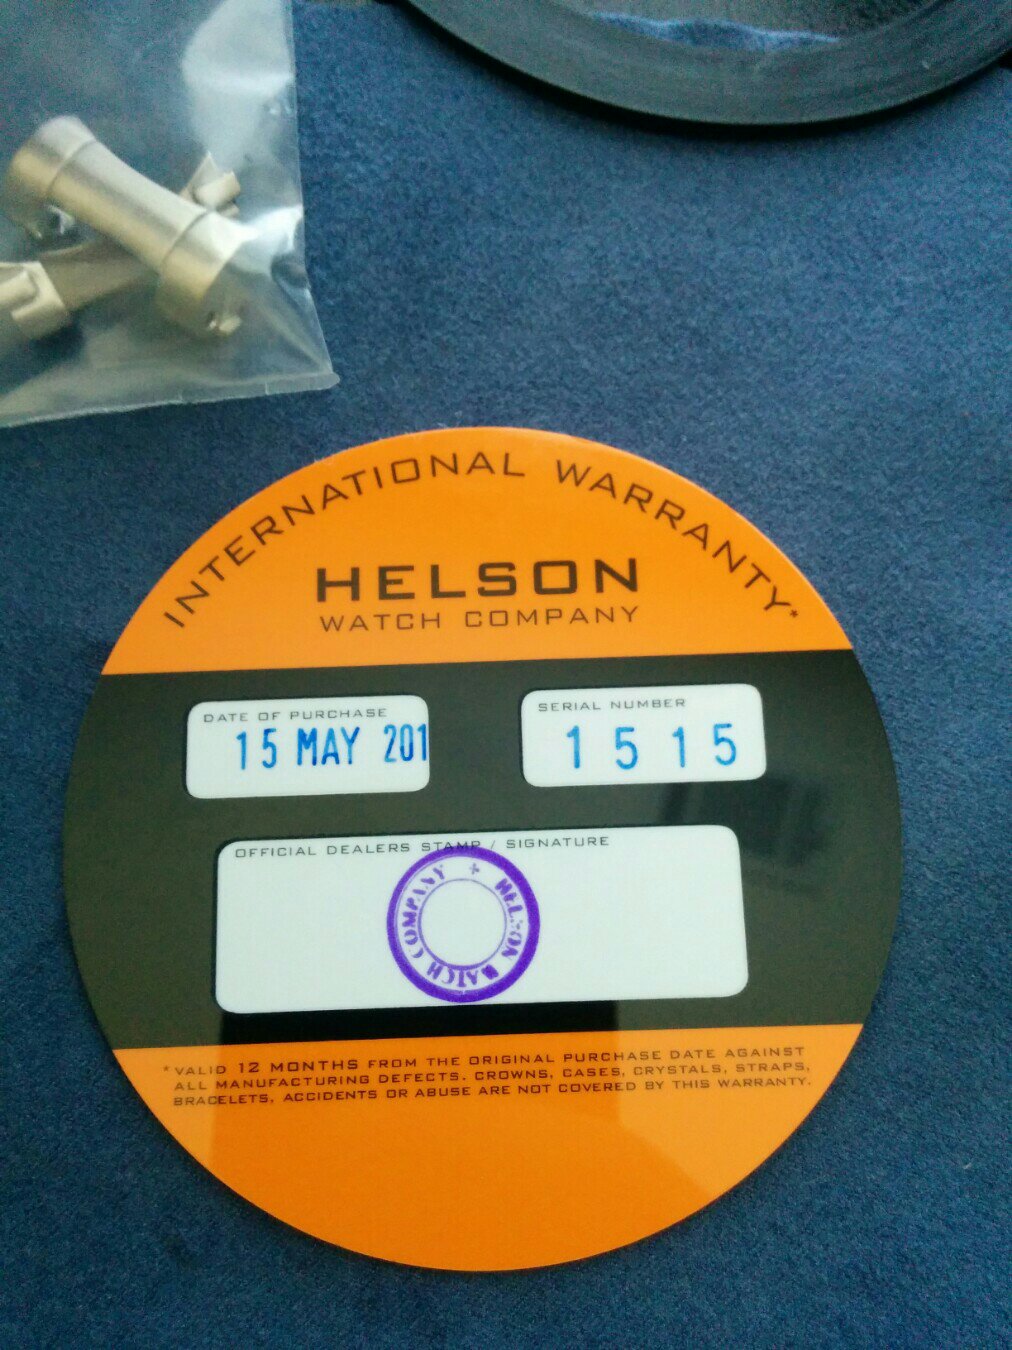 INTERNATIONAL WARRANTY*
HELSON
WATCH COMPANY
DATE OF PURCHASE
15 MAY 201
SERIAL NUMBER
1515
OFFICIAL DEALERS STAMP / SIGNATURE
+ HELSON WATCH COMPANY
*VALID 12 MONTHS FROM THE ORIGINAL PURCHASE DATE AGAINST
ALL MANUFACTURING DEFECTS. CROWNS, CASES, CRYSTALS, STRAPS,
BRACELETS, ACCIDENTS OR ABUSE ARE NOT COVERED BY THIS WARRANTY.